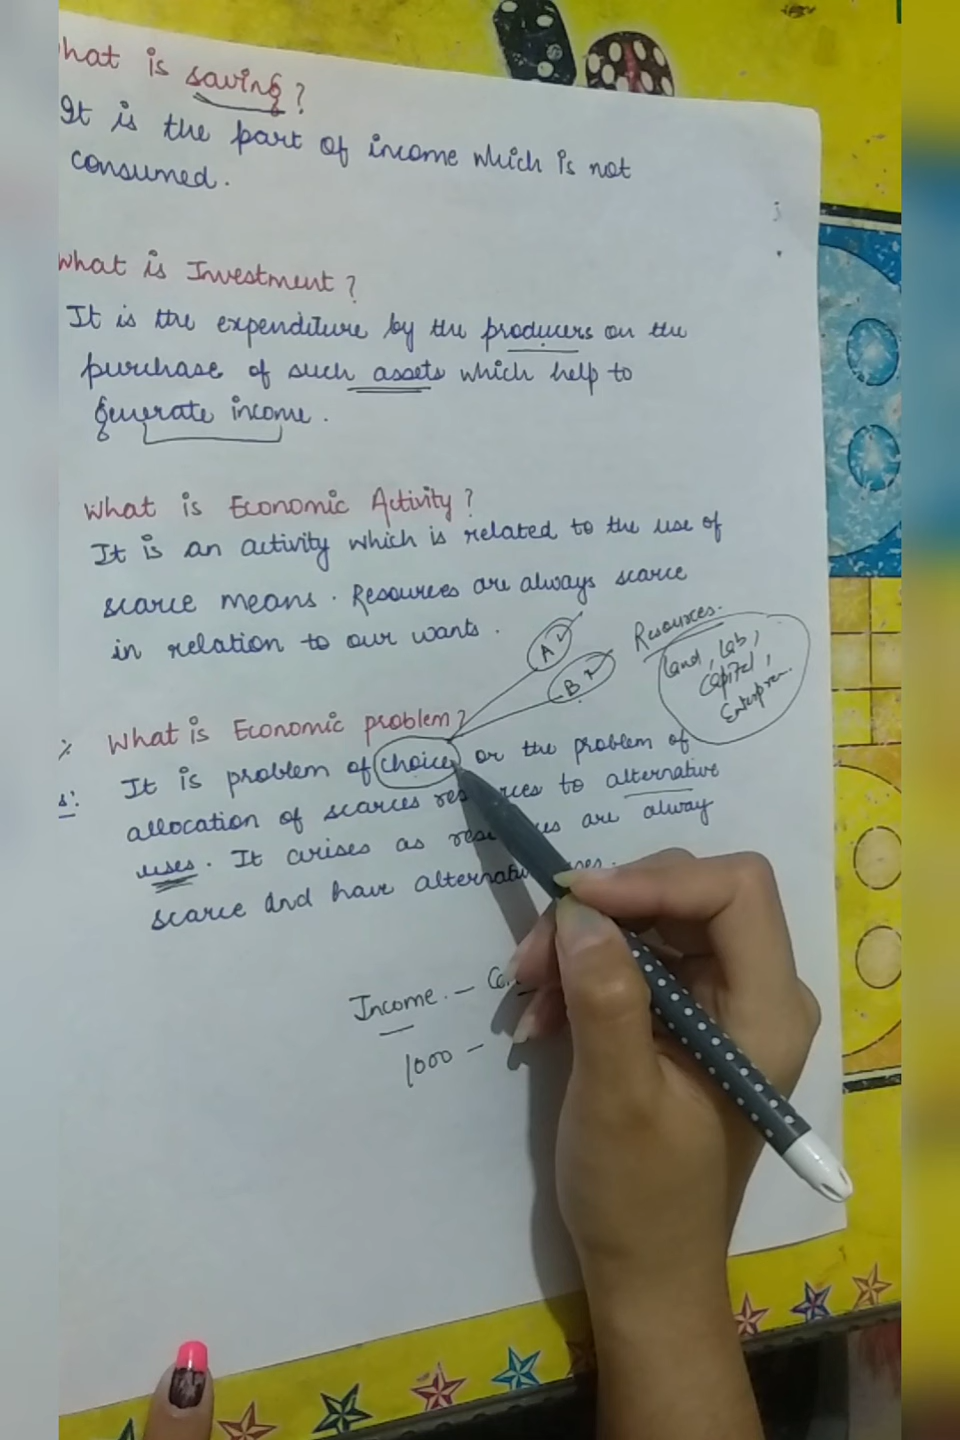 hat is saving?
It is the part of income which is not
consumed.
What is Investment?
It is the expenditure by the producers on the
purchase of such assets which help to
generate income.
What is Economic Activity?
It is an activity which is related to the use of
scarce means. Resources are always scarce
in relation to our wants.
A
B
Resources.
Land, Lab,
Capital,
Enterpren..
What is Economic problem?
It is problem of choice or the problem of
allocation of scarces to alternative
uses. It arises as are alway
scarce and have
Income. -
1000 -